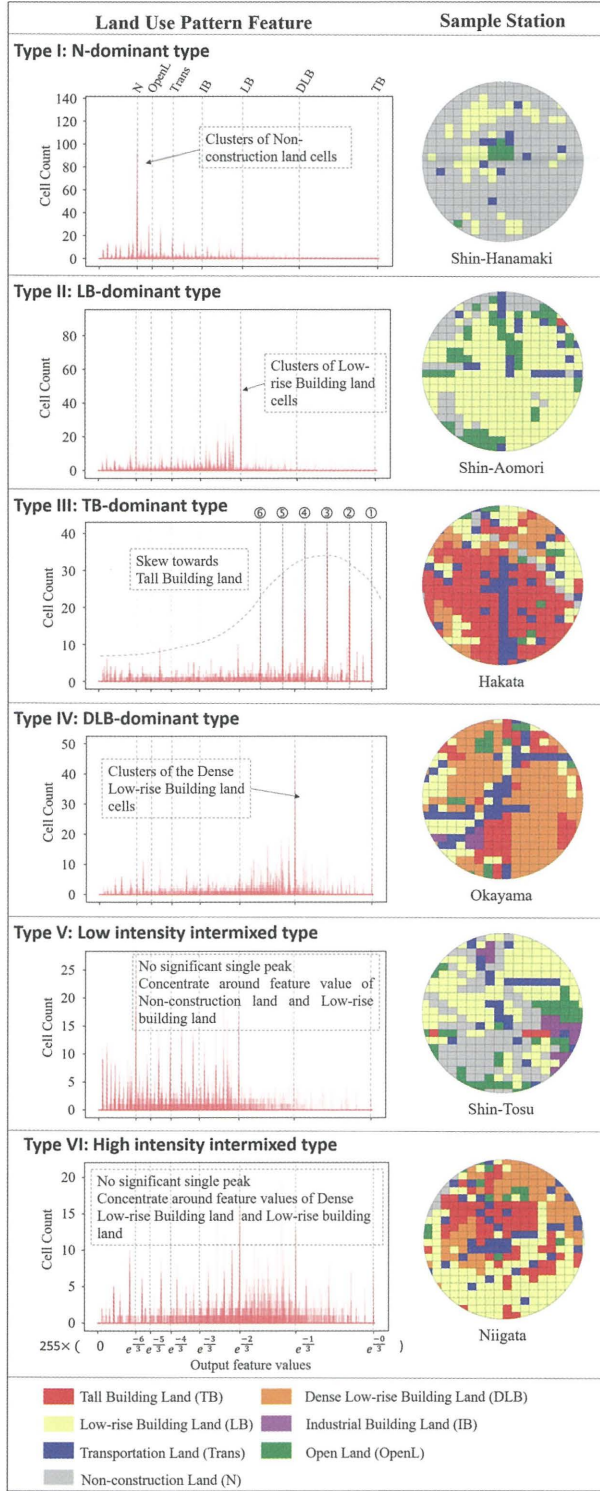 Land Use Pattern Feature
Sample Station
Type I: N-dominant type
N
OpenL
Trans
IB
LB
DLB
TB
140
120
100
80
60
40
20
0
Cell Count
Clusters of Non-
construction land cells
Shin-Hanamaki
Type II: LB-dominant type
80
60
40
20
0
Cell Count
Clusters of Low-
rise Building land
cells
Shin-Aomori
Type III: TB-dominant type
⑥ ⑤ ④ ③ ② ①
40
30
20
10
0
Cell Count
Skew towards
Tall Building land
Hakata
Type IV: DLB-dominant type
50
40
30
20
10
0
Cell Count
Clusters of the Dense
Low-rise Building land
cells
Okayama
Type V: Low intensity intermixed type
25
20
15
10
5
0
Cell Count
No significant single peak
Concentrate around feature value of
Non-construction land and Low-rise
building land
Shin-Tosu
Type VI: High intensity intermixed type
20
15
10
5
0
Cell Count
No significant single peak
Concentrate around feature values of Dense
Low-rise Building land and Low-rise building
land
Niigata
255×( 0 e^(-6/3) e^(-5/3) e^(-4/3) e^(-3/3) e^(-2/3) e^(-1/3) e^(-0/3) )
Output feature values
Tall Building Land (TB)
Dense Low-rise Building Land (DLB)
Low-rise Building Land (LB)
Industrial Building Land (IB)
Transportation Land (Trans)
Open Land (OpenL)
Non-construction Land (N)